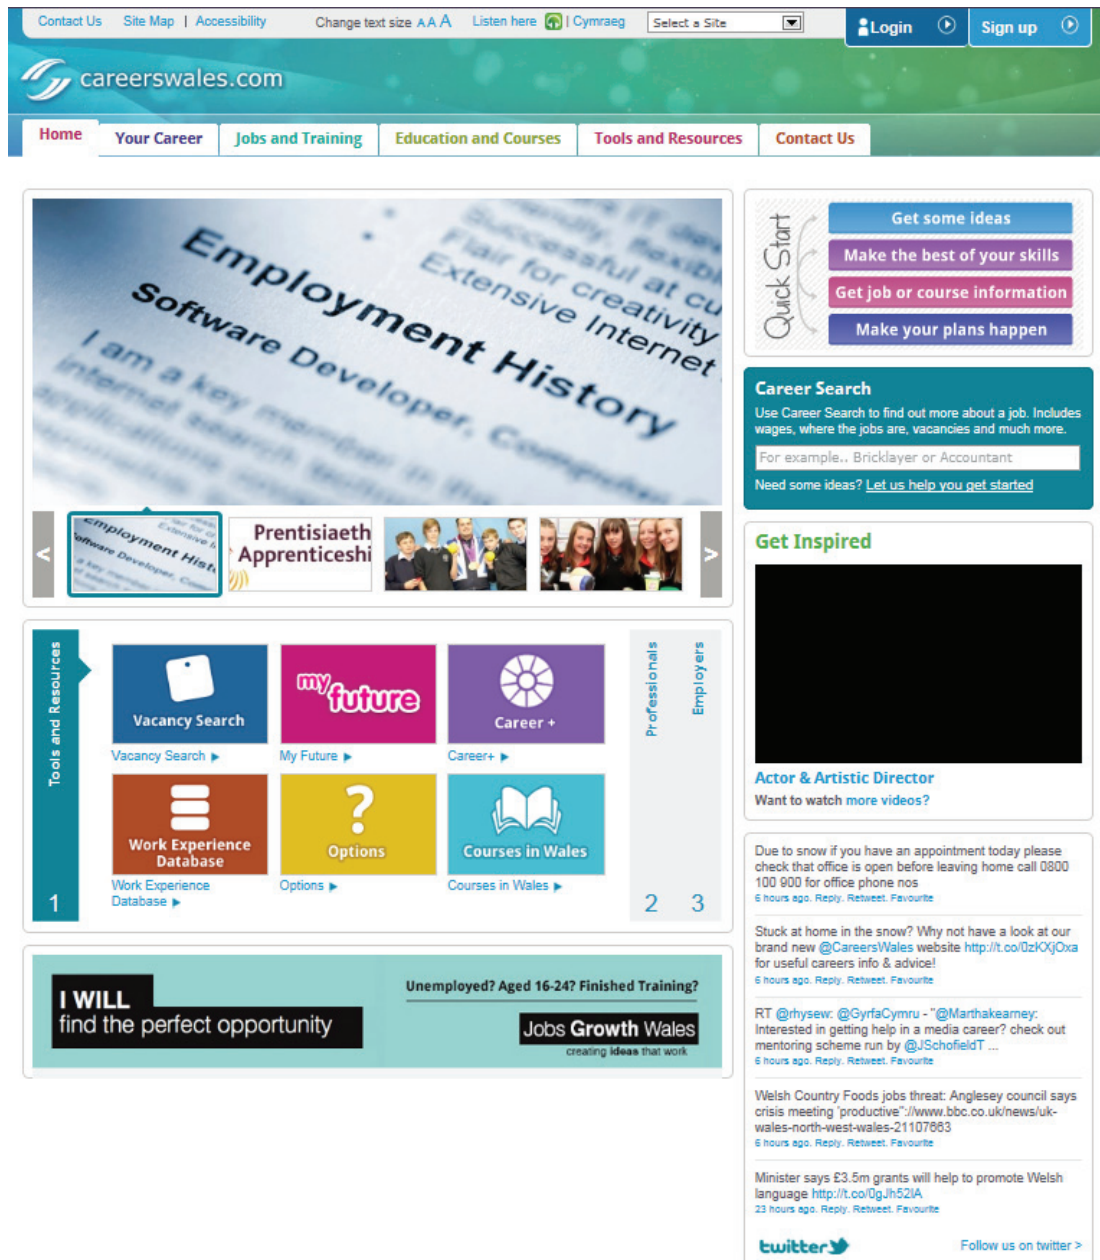 Contact Us Site Map | Accessibility Change text size A A A Listen here | Cymraeg Select a Site Login Sign up
careerswales.com
Home Your Career Jobs and Training Education and Courses Tools and Resources Contact Us
Employment History
Software Developer, Computer
I am a key member in the
Successful at
Flair for creativity
Extensive Internet
< Employment Hist
Software Developer,
Prentisiaeth
Apprenticeshi
>
Tools and Resources
1
Vacancy Search
Vacancy Search
my future
My Future
Career +
Career+
Work Experience
Database
Work Experience
Database
Options
Options
Courses in Wales
Courses in Wales
Professionals
2
Employers
3
I WILL
find the perfect opportunity
Unemployed? Aged 16-24? Finished Training?
Jobs Growth Wales
creating ideas that work
Quick Start
Get some ideas
Make the best of your skills
Get job or course information
Make your plans happen
Career Search
Use Career Search to find out more about a job. Includes
wages, where the jobs are, vacancies and much more.
For example.. Bricklayer or Accountant
Need some ideas? Let us help you get started
Get Inspired
Actor & Artistic Director
Want to watch more videos?
Due to snow if you have an appointment today please
check that office is open before leaving home call 0800
100 900 for office phone nos
6 hours ago. Reply. Retweet. Favourite
Stuck at home in the snow? Why not have a look at our
brand new @CareersWales website http://t.co/0zKXjOxa
for useful careers info & advice!
6 hours ago. Reply. Retweet. Favourite
RT @rhysew: @GyrfaCymru - "@Marthakearney:
Interested in getting help in a media career? check out
mentoring scheme run by @JSchofieldT ...
6 hours ago. Reply. Retweet. Favourite
Welsh Country Foods jobs threat: Anglesey council says
crisis meeting 'productive"://www.bbc.co.uk/news/uk-
wales-north-west-wales-21107663
6 hours ago. Reply. Retweet. Favourite
Minister says £3.5m grants will help to promote Welsh
language http://t.co/0gJh52IA
23 hours ago. Reply. Retweet. Favourite
twitter Follow us on twitter >